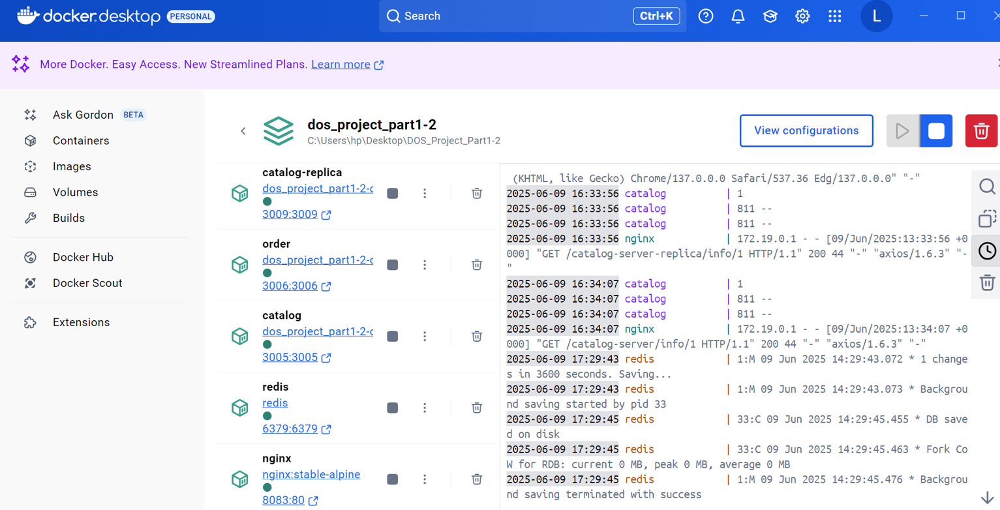 docker.desktop PERSONAL
Search
Ctrl+K
L
More Docker. Easy Access. New Streamlined Plans. Learn more
Ask Gordon BETA
Containers
Images
Volumes
Builds
Docker Hub
Docker Scout
Extensions
dos_project_part1-2
C:\Users\hp\Desktop\DOS_Project_Part1-2
View configurations
catalog-replica
dos_project_part1-2-c
3009:3009
order
dos_project_part1-2-c
3006:3006
catalog
dos_project_part1-2-c
3005:3005
redis
redis
6379:6379
nginx
nginx:stable-alpine
8083:80
(KHTML, like Gecko) Chrome/137.0.0.0 Safari/537.36 Edg/137.0.0.0" "-"
2025-06-09 16:33:56 catalog | 1
2025-06-09 16:33:56 catalog | 811 --
2025-06-09 16:33:56 catalog | 811 --
2025-06-09 16:33:56 nginx | 172.19.0.1 - - [09/Jun/2025:13:33:56 +0
000] "GET /catalog-server-replica/info/1 HTTP/1.1" 200 44 "-" "axios/1.6.3" "-
"
2025-06-09 16:34:07 catalog | 1
2025-06-09 16:34:07 catalog | 811 --
2025-06-09 16:34:07 catalog | 811 --
2025-06-09 16:34:07 nginx | 172.19.0.1 - - [09/Jun/2025:13:34:07 +0
000] "GET /catalog-server/info/1 HTTP/1.1" 200 44 "-" "axios/1.6.3" "-"
2025-06-09 17:29:43 redis | 1:M 09 Jun 2025 14:29:43.072 * 1 change
s in 3600 seconds. Saving...
2025-06-09 17:29:43 redis | 1:M 09 Jun 2025 14:29:43.073 * Backgrou
nd saving started by pid 33
2025-06-09 17:29:45 redis | 33:C 09 Jun 2025 14:29:45.455 * DB save
d on disk
2025-06-09 17:29:45 redis | 33:C 09 Jun 2025 14:29:45.463 * Fork Co
W for RDB: current 0 MB, peak 0 MB, average 0 MB
2025-06-09 17:29:45 redis | 1:M 09 Jun 2025 14:29:45.476 * Backgrou
nd saving terminated with success